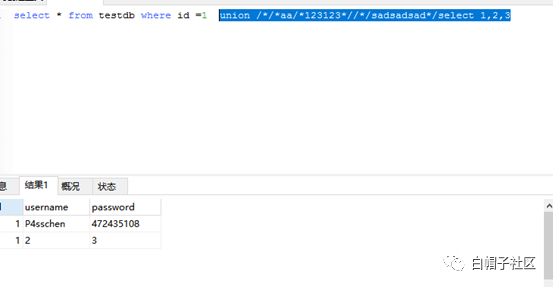 select * from testdb where id =1  union /*/*aa/*123123*//*/sadsadsad*/select 1,2,3
息 结果1 概况 状态
username password
1 P4sschen 472435108
1 2 3
白帽子社区